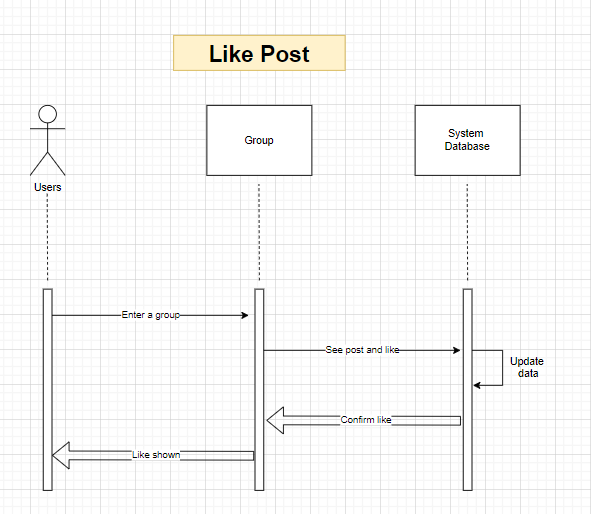 Like Post
Group
System
Database
Users
Enter a group
See post and like
Update
data
Confirm like
Like shown